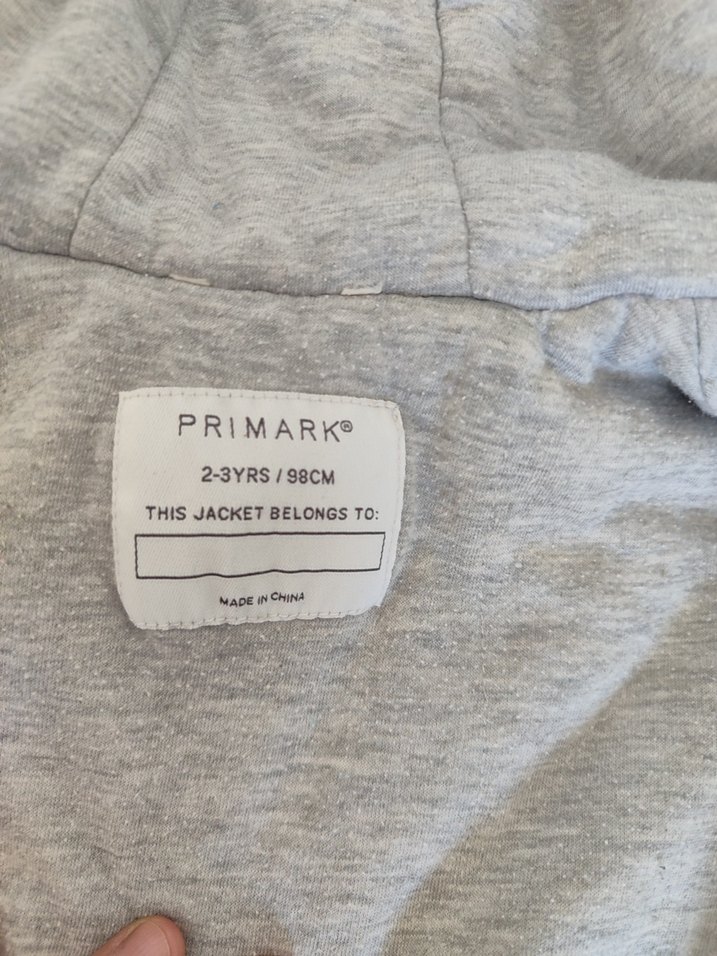 PRIMARK®
2-3YRS / 98CM
THIS JACKET BELONGS TO:
MADE IN CHINA